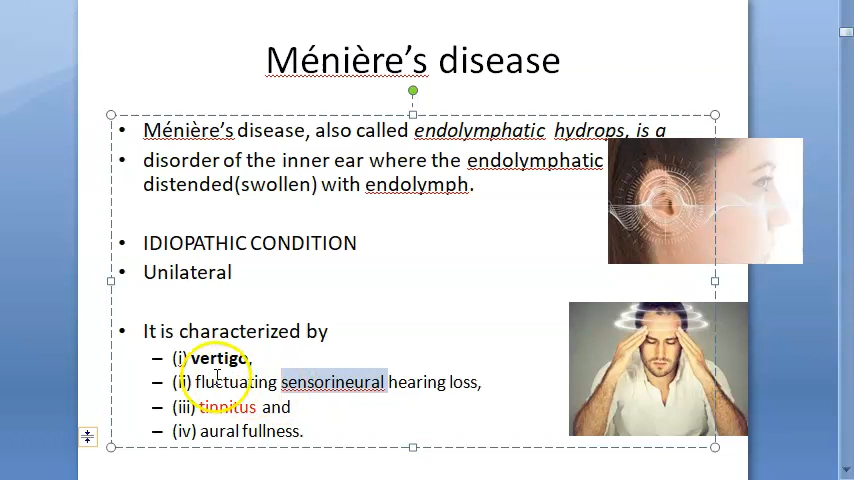 Ménière's disease
• Ménière's disease, also called endolymphatic hydrops, is a
• disorder of the inner ear where the endolymphatic
distended(swollen) with endolymph.
• IDIOPATHIC CONDITION
• Unilateral
• It is characterized by
– (i) vertigo,
– (ii) fluctuating sensorineural hearing loss,
– (iii) tinnitus and
– (iv) aural fullness.